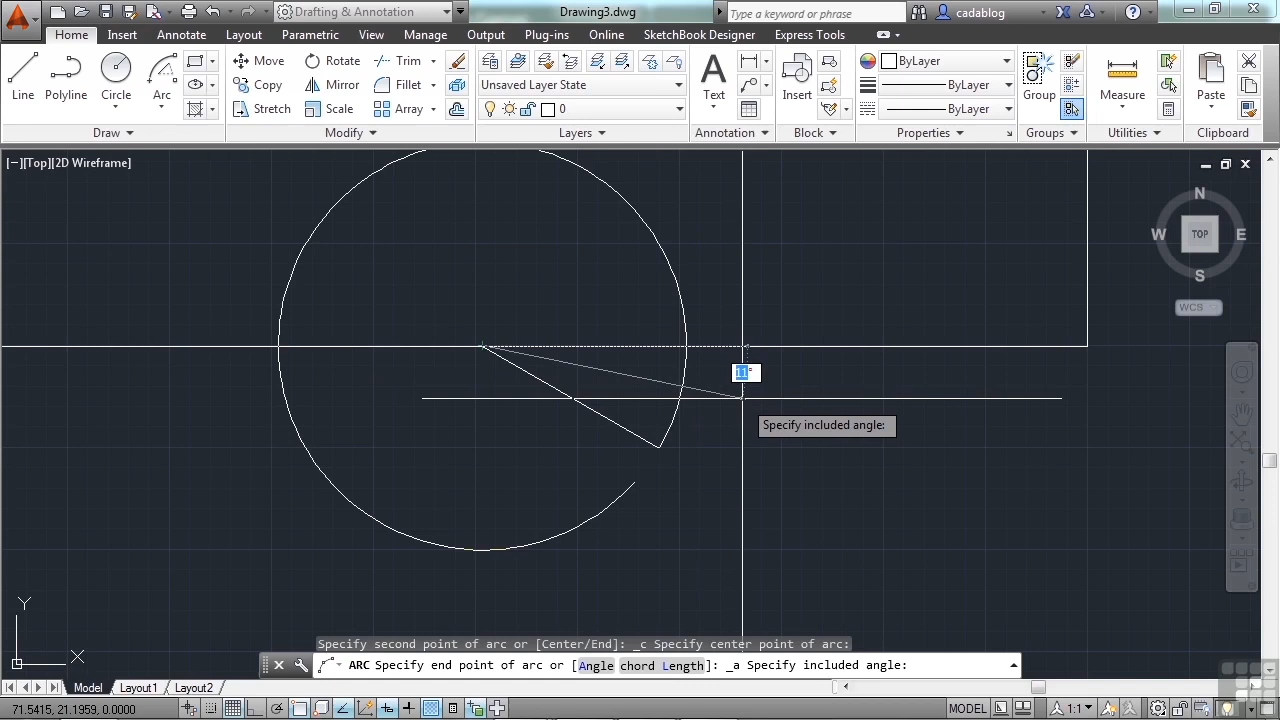 Drafting & Annotation Drawing3.dwg Type a keyword or phrase cadablog
Home Insert Annotate Layout Parametric View Manage Output Plug-ins Online SketchBook Designer Express Tools
Line Polyline Circle Arc Move Rotate Trim Text Insert ByLayer Group Measure Paste
Copy Mirror Fillet Unsaved Layer State ByLayer
Stretch Scale Array 0 ByLayer
Draw Modify Layers Annotation Block Properties Groups Utilities Clipboard
[−][Top][2D Wireframe]
N
W TOP E
S
WCS
11°
Specify included angle:
Y
X
Specify second point of arc or [Center/End]: _c Specify center point of arc:
ARC Specify end point of arc or [Angle chord Length]: _a Specify included angle:
Model Layout1 Layout2
71.5415, 21.1959, 0.0000 MODEL 1:1